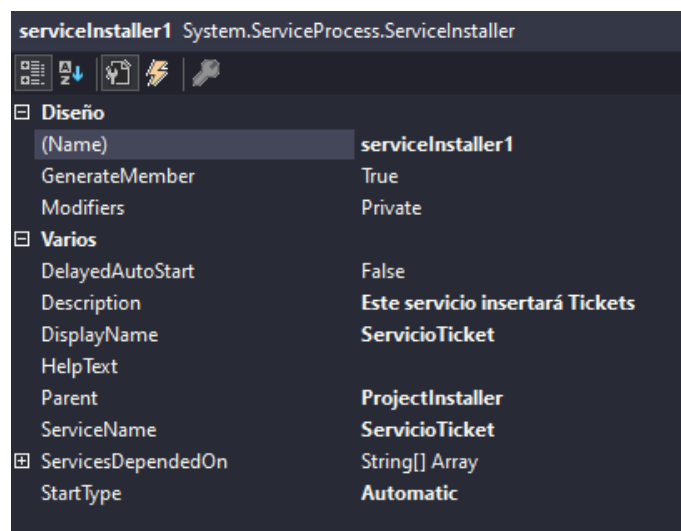 serviceInstaller1 System.ServiceProcess.ServiceInstaller
Diseño
(Name) serviceInstaller1
GenerateMember True
Modifiers Private
Varios
DelayedAutoStart False
Description Este servicio insertará Tickets
DisplayName ServicioTicket
HelpText
Parent ProjectInstaller
ServiceName ServicioTicket
ServicesDependedOn String[] Array
StartType Automatic